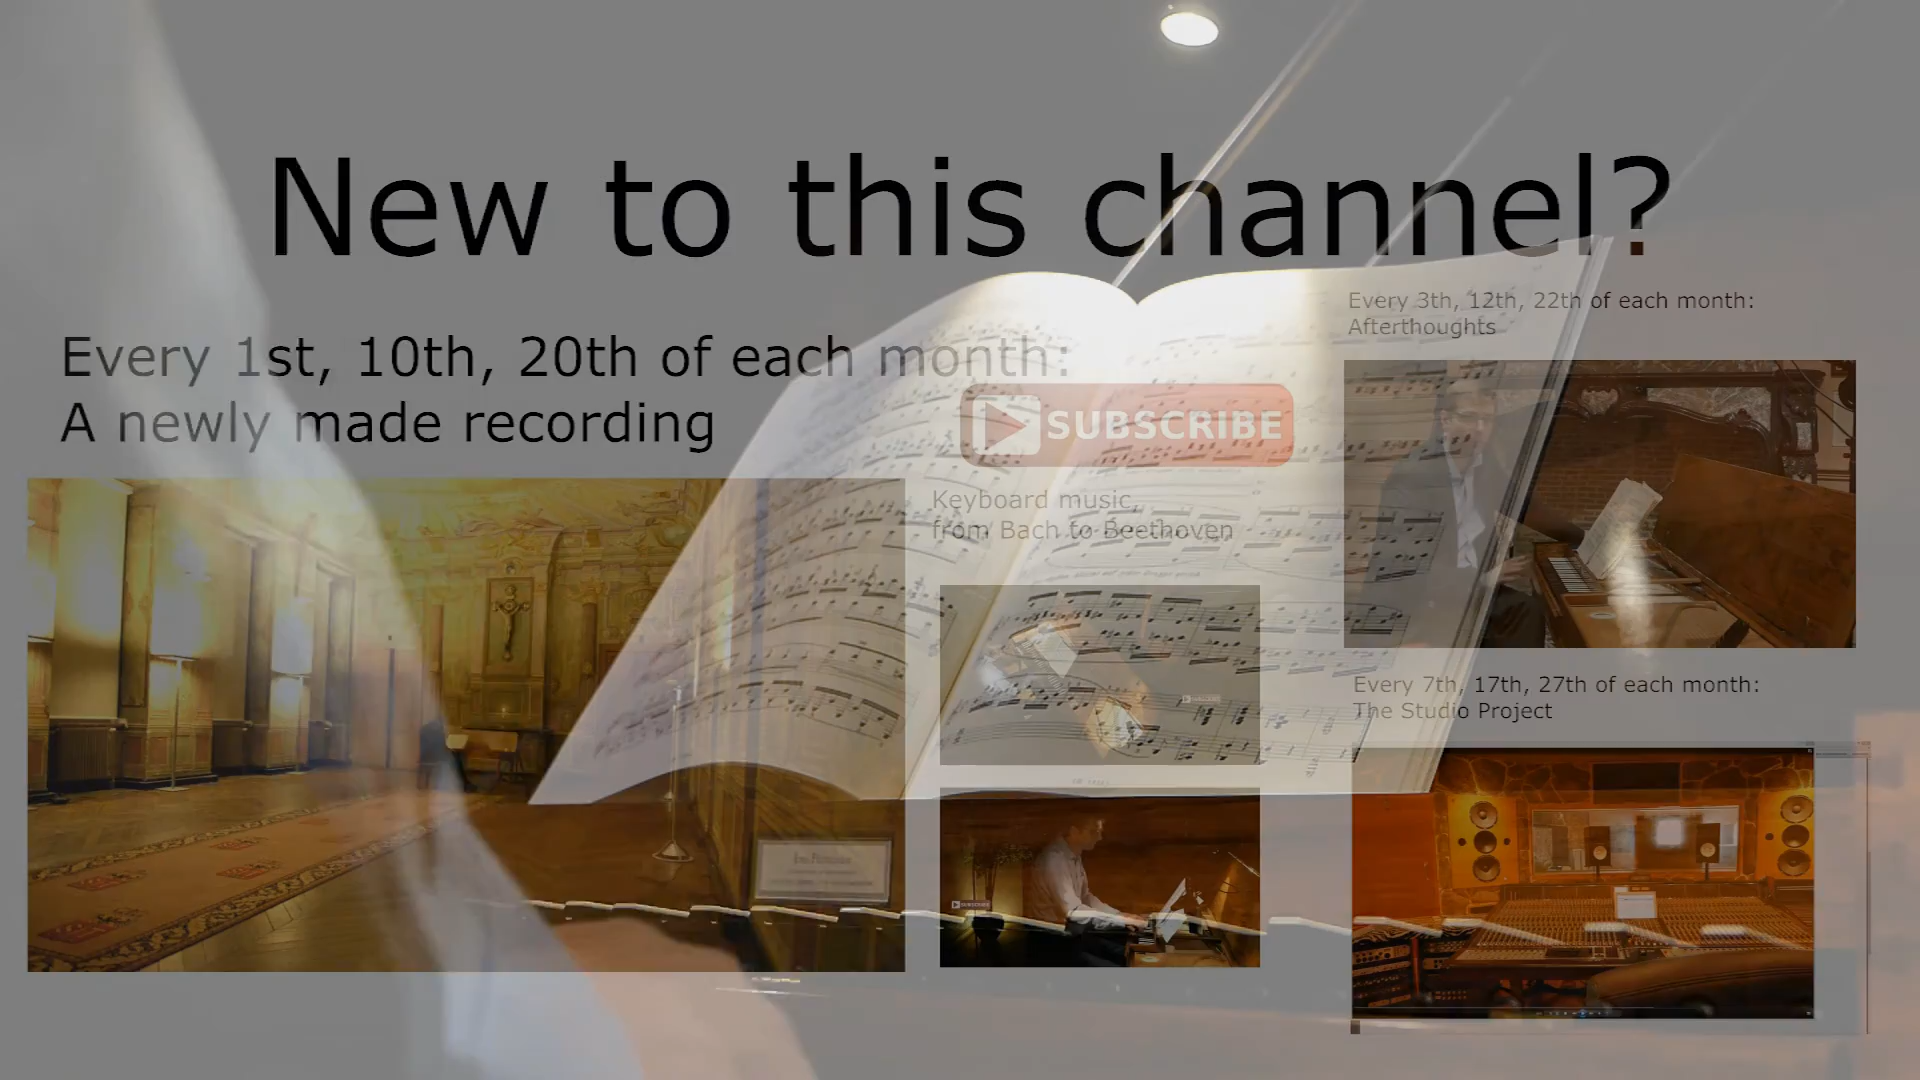 New to this channel?
Every 1st, 10th, 20th of each month:
A newly made recording
SUBSCRIBE
Keyboard music,
from Bach to Beethoven
Every 3th, 12th, 22th of each month:
Afterthoughts
Every 7th, 17th, 27th of each month:
The Studio Project